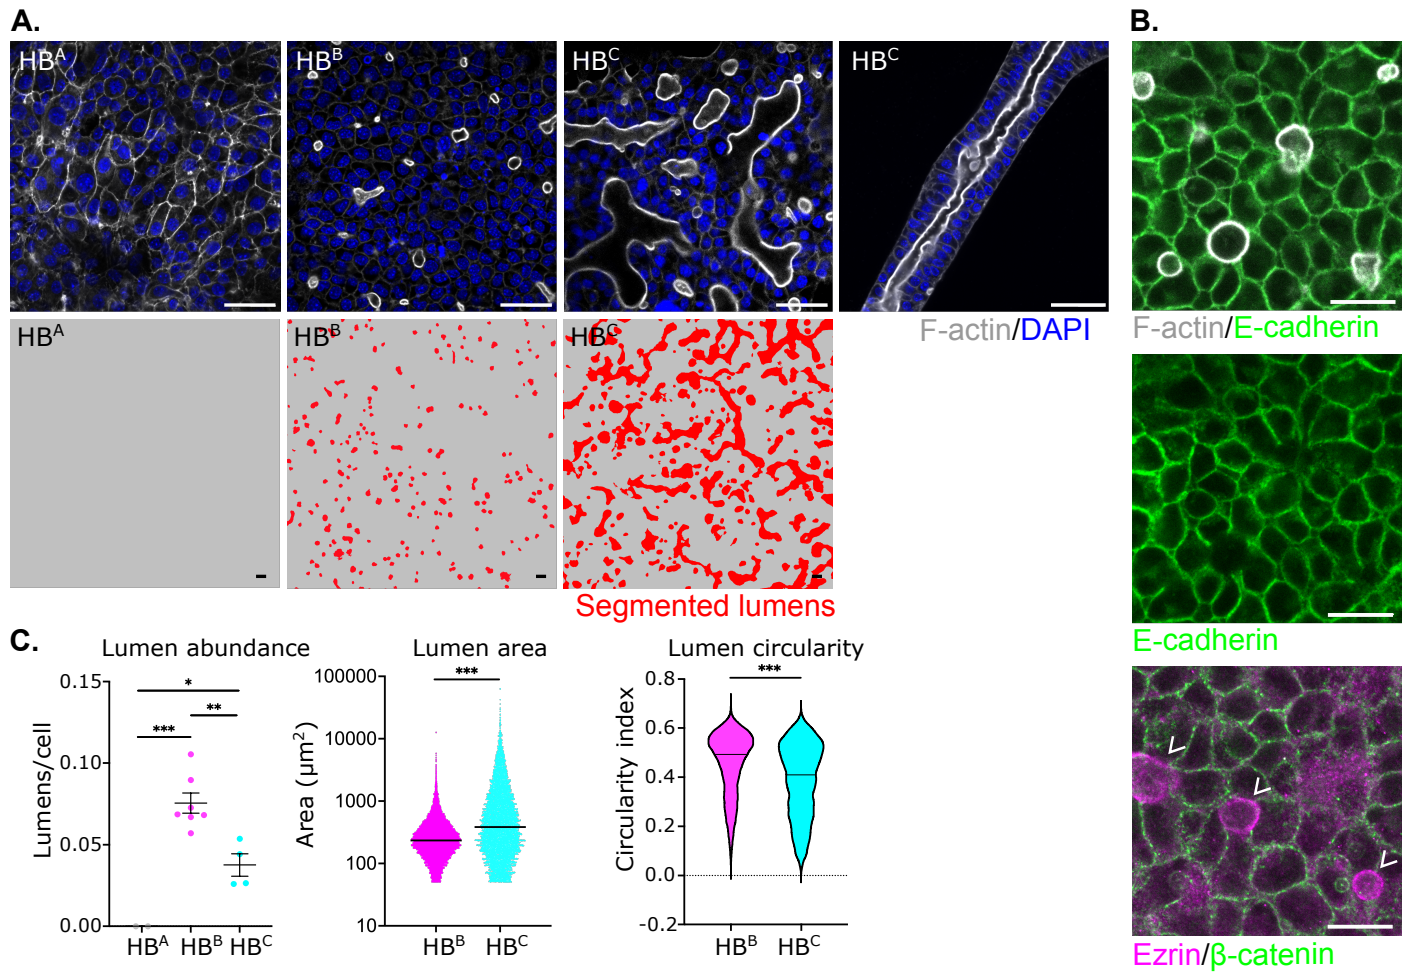 A.
B.
HB^A
HB^B
HB^C
HB^C
F-actin/DAPI
F-actin/E-cadherin
HB^A
HB^B
HB^C
Segmented lumens
E-cadherin
C.
Lumen abundance
Lumens/cell
0.15
0.10
0.05
0.00
*
**
***
HB^A HB^B HB^C
Lumen area
Area (µm²)
100000
10000
1000
100
10
***
HB^B HB^C
Lumen circularity
Circularity index
0.8
0.6
0.4
0.2
0.0
-0.2
***
HB^B HB^C
Ezrin/β-catenin